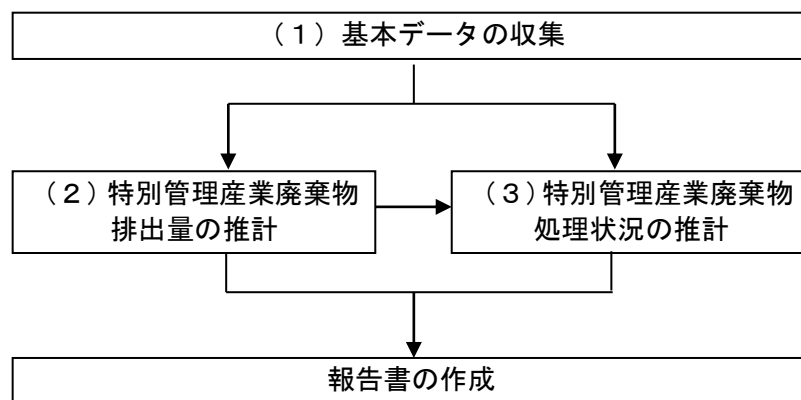 （１）基本データの収集
（２）特別管理産業廃棄物
排出量の推計
（３）特別管理産業廃棄物
処理状況の推計
報告書の作成